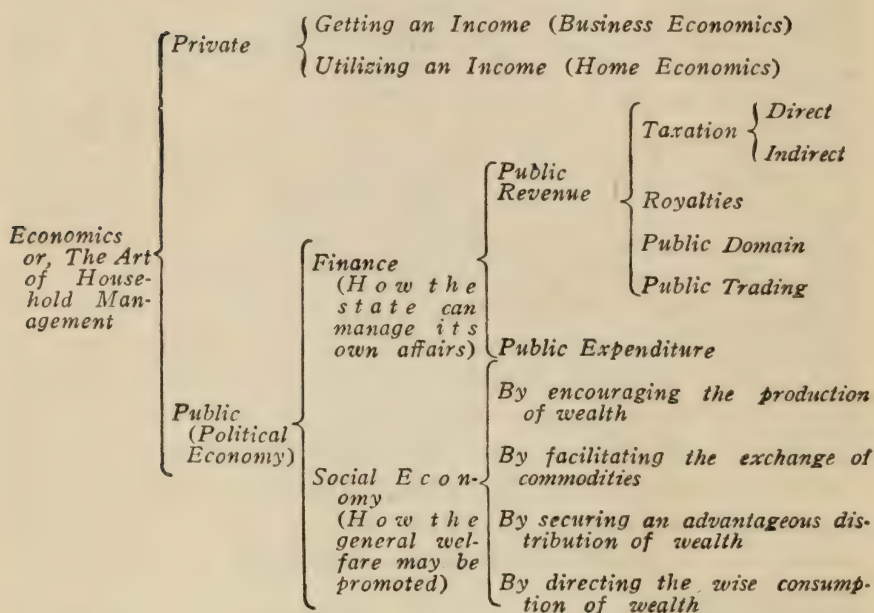 Private
Getting an Income (Business Economics)
Utilizing an Income (Home Economics)
Economics
or, The Art
of House-
hold Man-
agement
Public
(Political
Economy)
Finance
(How the
state can
manage its
own affairs)
Public
Revenue
Taxation
Direct
Indirect
Royalties
Public Domain
Public Trading
Public Expenditure
Social Econ-
omy
(How the
general wel-
fare may be
promoted)
By encouraging the production
of wealth
By facilitating the exchange of
commodities
By securing an advantageous dis-
tribution of wealth
By directing the wise consump-
tion of wealth